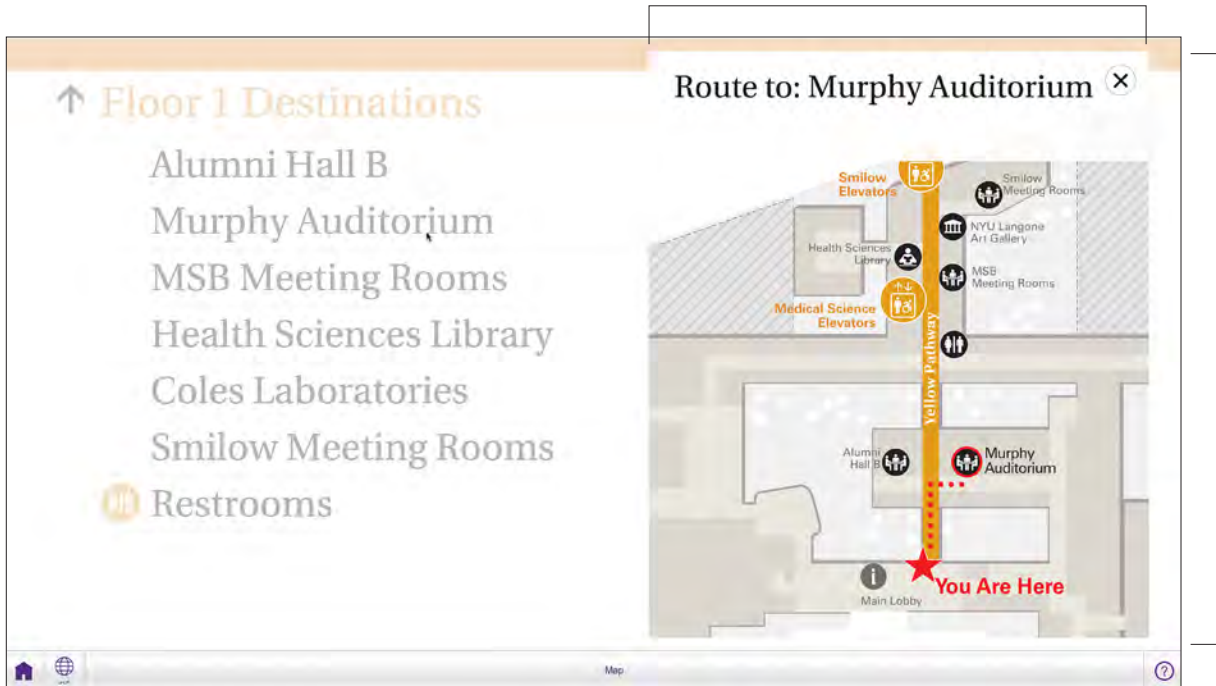 Floor 1 Destinations
Alumni Hall B
Murphy Auditorium
MSB Meeting Rooms
Health Sciences Library
Coles Laboratories
Smilow Meeting Rooms
Restrooms
Route to: Murphy Auditorium
Smilow
Elevators
Smilow
Meeting Rooms
NYU Langone
Art Gallery
Health Sciences
Library
MSB
Meeting Rooms
Medical Science
Elevators
Yellow Pathway
Alumni
Hall B
Murphy
Auditorium
You Are Here
Main Lobby
Map